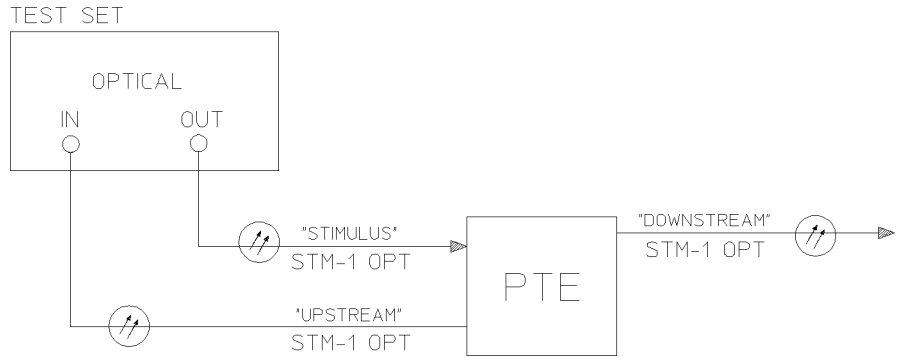 TEST SET
OPTICAL
IN
OUT
"STIMULUS"
STM-1 OPT
"DOWNSTREAM"
STM-1 OPT
PTE
"UPSTREAM"
STM-1 OPT